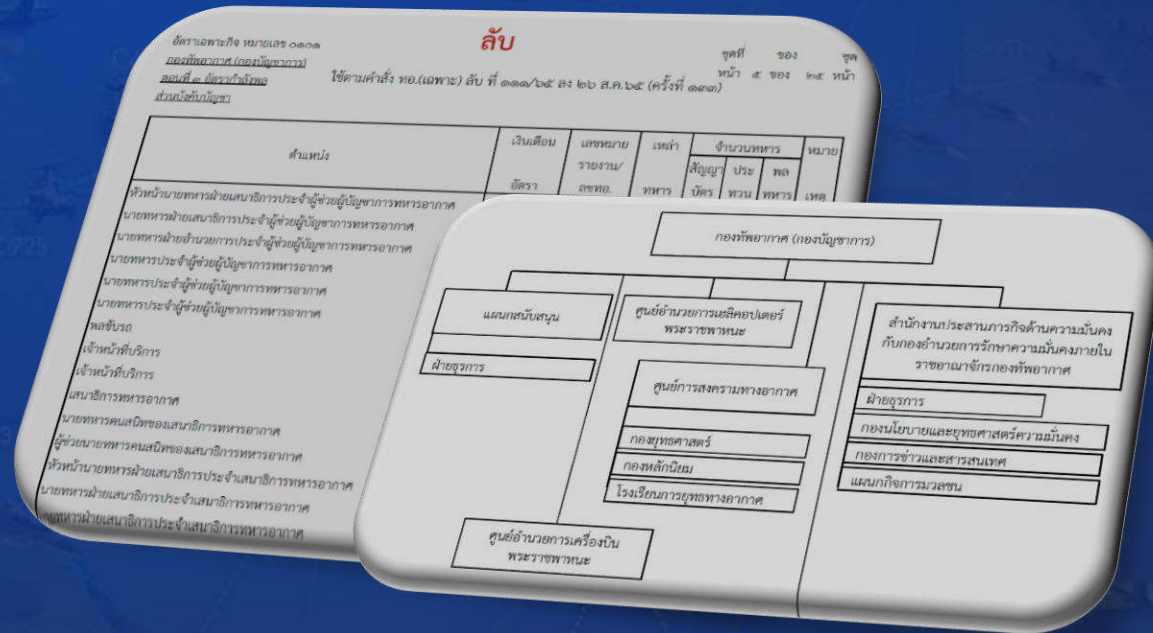 อัตราเฉพาะกิจ หมายเลข ๐๑๐๑
กองทัพอากาศ (กองบัญชาการ)
ตอนที่ ๓ อัตรากำลังพล
ส่วนบังคับบัญชา
ลับ
ใช้ตามคำสั่ง ทอ.(เฉพาะ) ลับ ที่ ๑๑๑/๖๕ ลง ๒๖ ส.ค.๖๕ (ครั้งที่ ๑๓๓)
ชุดที่ ของ ชุด
หน้า ๕ ของ ๒๕ หน้า
ตำแหน่ง
เงินเดือน
อัตรา
เลขหมาย
รายงาน/
ลชทอ.
เหล่า
ทหาร
จำนวนทหาร
สัญญา
บัตร
ประ
ทวน
พล
ทหาร
หมาย
เหตุ
หัวหน้านายทหารฝ่ายเสนาธิการประจำผู้ช่วยผู้บัญชาการทหารอากาศ
นายทหารฝ่ายเสนาธิการประจำผู้ช่วยผู้บัญชาการทหารอากาศ
นายทหารฝ่ายอำนวยการประจำผู้ช่วยผู้บัญชาการทหารอากาศ
นายทหารประจำผู้ช่วยผู้บัญชาการทหารอากาศ
นายทหารประจำผู้ช่วยผู้บัญชาการทหารอากาศ
นายทหารประจำผู้ช่วยผู้บัญชาการทหารอากาศ
พลขับรถ
เจ้าหน้าที่บริการ
เจ้าหน้าที่บริการ
เสนาธิการทหารอากาศ
นายทหารคนสนิทของเสนาธิการทหารอากาศ
ผู้ช่วยนายทหารคนสนิทของเสนาธิการทหารอากาศ
หัวหน้านายทหารฝ่ายเสนาธิการประจำเสนาธิการทหารอากาศ
นายทหารฝ่ายเสนาธิการประจำเสนาธิการทหารอากาศ
นายทหารฝ่ายเสนาธิการประจำเสนาธิการทหารอากาศ
กองทัพอากาศ (กองบัญชาการ)
แผนกสนับสนุน
ฝ่ายธุรการ
ศูนย์อำนวยการเฮลิคอปเตอร์
พระราชพาหนะ
ศูนย์การสงครามทางอากาศ
กองยุทธศาสตร์
กองหลักนิยม
โรงเรียนการยุทธทางอากาศ
ศูนย์อำนวยการเครื่องบิน
พระราชพาหนะ
สำนักงานประสานภารกิจด้านความมั่นคง
กับกองอำนวยการรักษาความมั่นคงภายใน
ราชอาณาจักรกองทัพอากาศ
ฝ่ายธุรการ
กองนโยบายและยุทธศาสตร์ความมั่นคง
กองการข่าวและสารสนเทศ
แผนกกิจการมวลชน